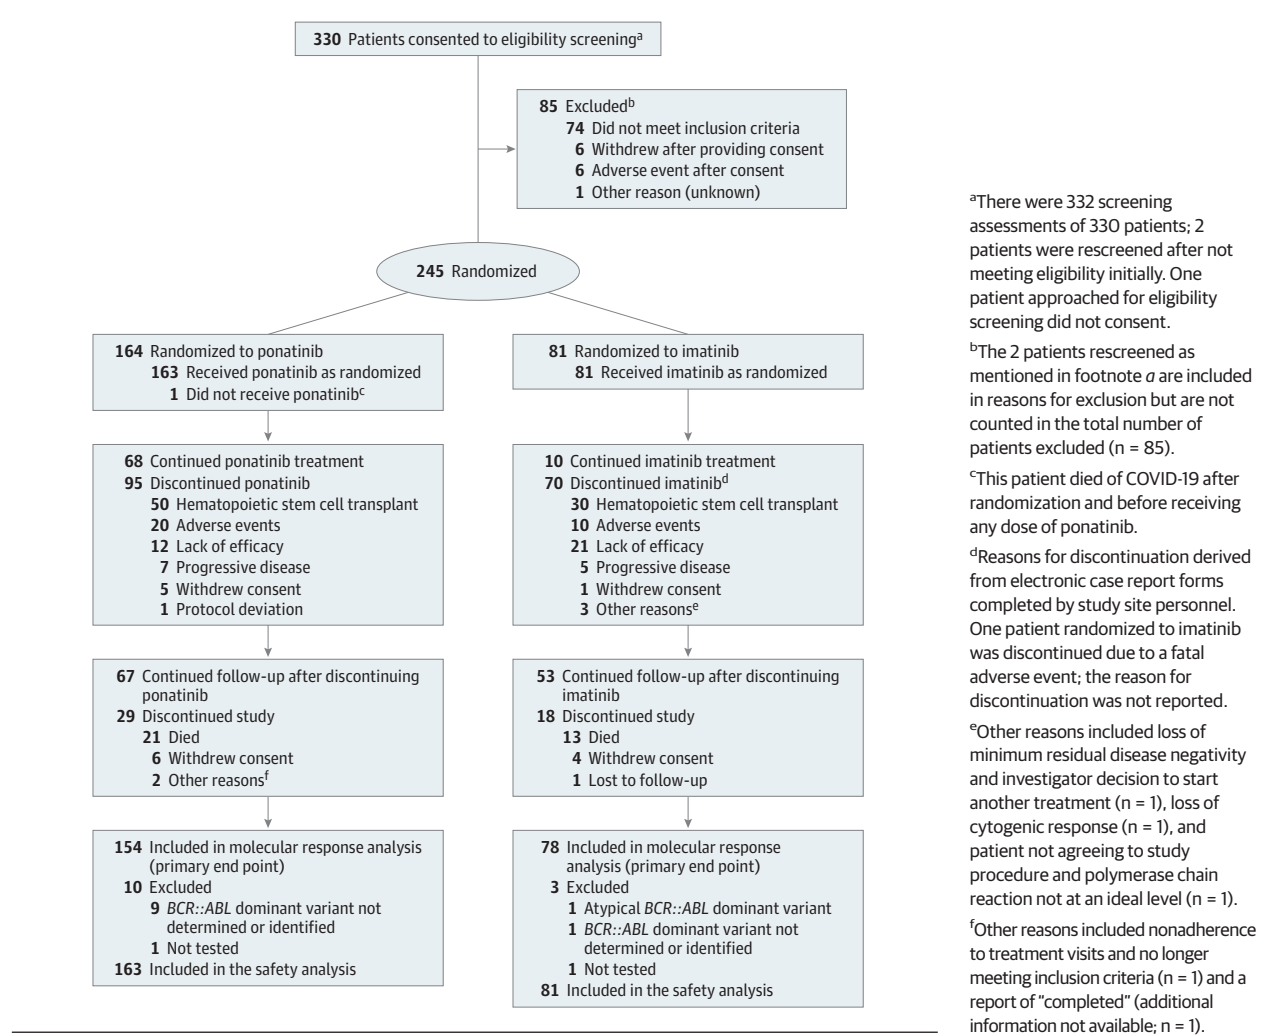 330 Patients consented to eligibility screeningᵃ
85 Excludedᵇ
74 Did not meet inclusion criteria
6 Withdrew after providing consent
6 Adverse event after consent
1 Other reason (unknown)
245 Randomized
164 Randomized to ponatinib
163 Received ponatinib as randomized
1 Did not receive ponatinibᶜ
81 Randomized to imatinib
81 Received imatinib as randomized
68 Continued ponatinib treatment
95 Discontinued ponatinib
50 Hematopoietic stem cell transplant
20 Adverse events
12 Lack of efficacy
7 Progressive disease
5 Withdrew consent
1 Protocol deviation
10 Continued imatinib treatment
70 Discontinued imatinibᵈ
30 Hematopoietic stem cell transplant
10 Adverse events
21 Lack of efficacy
5 Progressive disease
1 Withdrew consent
3 Other reasonsᵉ
67 Continued follow-up after discontinuing
ponatinib
29 Discontinued study
21 Died
6 Withdrew consent
2 Other reasonsᶠ
53 Continued follow-up after discontinuing
imatinib
18 Discontinued study
13 Died
4 Withdrew consent
1 Lost to follow-up
154 Included in molecular response analysis
(primary end point)
10 Excluded
9 BCR::ABL dominant variant not
determined or identified
1 Not tested
163 Included in the safety analysis
78 Included in molecular response
analysis (primary end point)
3 Excluded
1 Atypical BCR::ABL dominant variant
1 BCR::ABL dominant variant not
determined or identified
1 Not tested
81 Included in the safety analysis
ᵃThere were 332 screening
assessments of 330 patients; 2
patients were rescreened after not
meeting eligibility initially. One
patient approached for eligibility
screening did not consent.
ᵇThe 2 patients rescreened as
mentioned in footnote a are included
in reasons for exclusion but are not
counted in the total number of
patients excluded (n = 85).
ᶜThis patient died of COVID-19 after
randomization and before receiving
any dose of ponatinib.
ᵈReasons for discontinuation derived
from electronic case report forms
completed by study site personnel.
One patient randomized to imatinib
was discontinued due to a fatal
adverse event; the reason for
discontinuation was not reported.
ᵉOther reasons included loss of
minimum residual disease negativity
and investigator decision to start
another treatment (n = 1), loss of
cytogenic response (n = 1), and
patient not agreeing to study
procedure and polymerase chain
reaction not at an ideal level (n = 1).
ᶠOther reasons included nonadherence
to treatment visits and no longer
meeting inclusion criteria (n = 1) and a
report of "completed" (additional
information not available; n = 1).